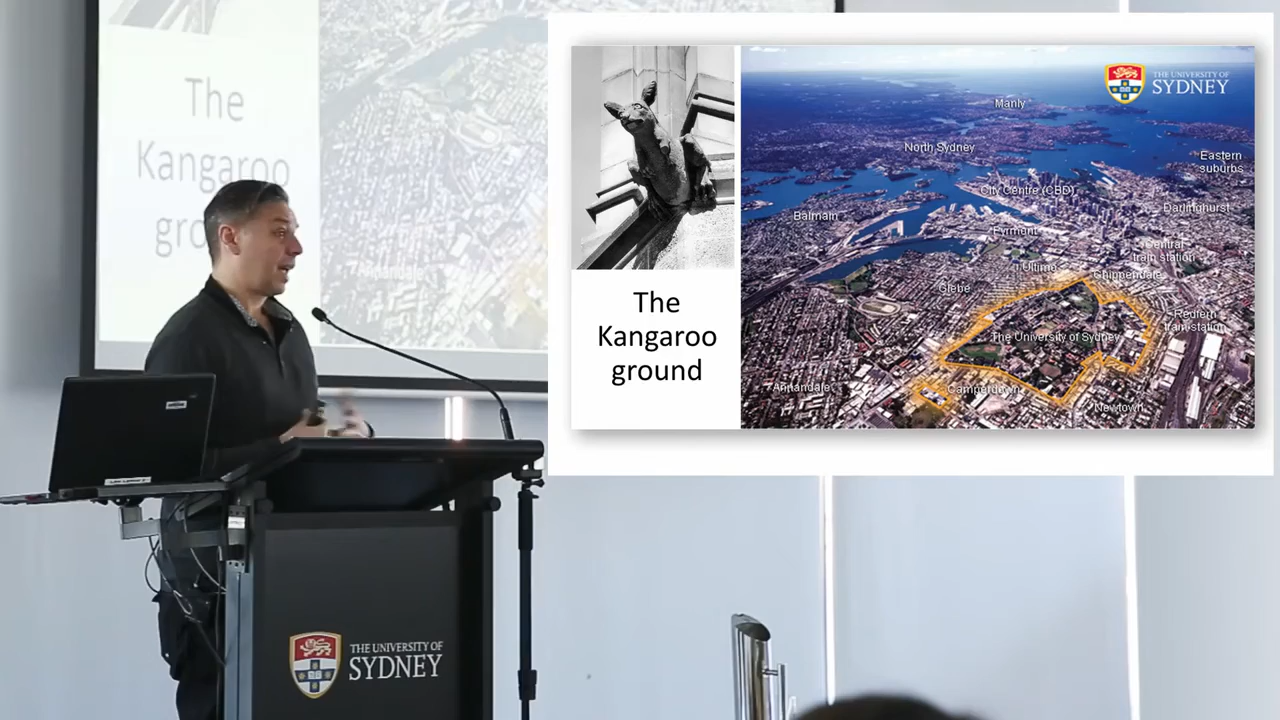 The
Kangaroo
gro
Annandale
THE UNIVERSITY OF
SYDNEY
Manly
North Sydney
Eastern
suburbs
City Centre (CBD)
Darlinghurst
Balmain
Pyrmont
Central
train station
Ultimo
Chippendale
Glebe
Redfern
train station
The University of Sydney
Annandale
Camperdown
Newtown
The
Kangaroo
ground
THE UNIVERSITY OF
SYDNEY